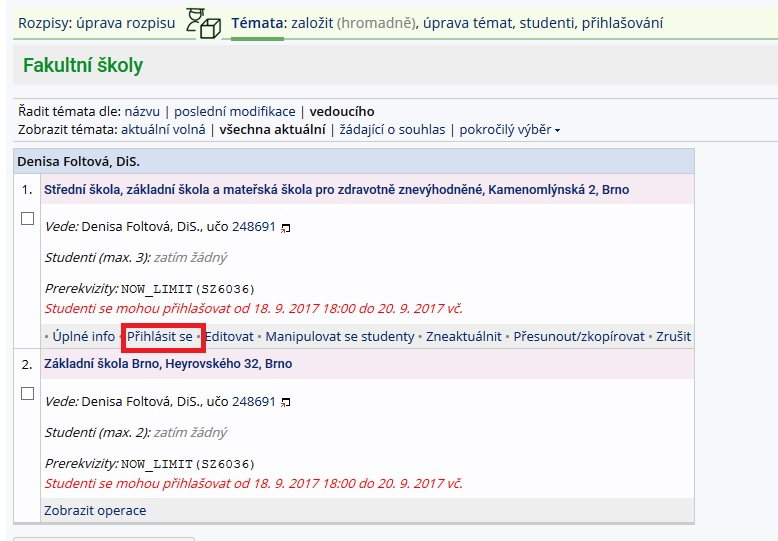 Rozpisy: úprava rozpisu Témata: založit (hromadně), úprava témat, studenti, přihlašování
Fakultní školy
Řadit témata dle: názvu | poslední modifikace | vedoucího
Zobrazit témata: aktuální volná | všechna aktuální | žádající o souhlas | pokročilý výběr
Denisa Foltová, DiS.
1. Střední škola, základní škola a mateřská škola pro zdravotně znevýhodněné, Kamenomlýnská 2, Brno
Vede: Denisa Foltová, DiS., učo 248691
Studenti (max. 3): zatím žádný
Prerekvizity: NOW_LIMIT(SZ6036)
Studenti se mohou přihlašovat od 18. 9. 2017 18:00 do 20. 9. 2017 vč.
• Úplné info • Přihlásit se • Editovat • Manipulovat se studenty • Zneaktuálnit • Přesunout/zkopírovat • Zrušit
2. Základní škola Brno, Heyrovského 32, Brno
Vede: Denisa Foltová, DiS., učo 248691
Studenti (max. 2): zatím žádný
Prerekvizity: NOW_LIMIT(SZ6036)
Studenti se mohou přihlašovat od 18. 9. 2017 18:00 do 20. 9. 2017 vč.
Zobrazit operace